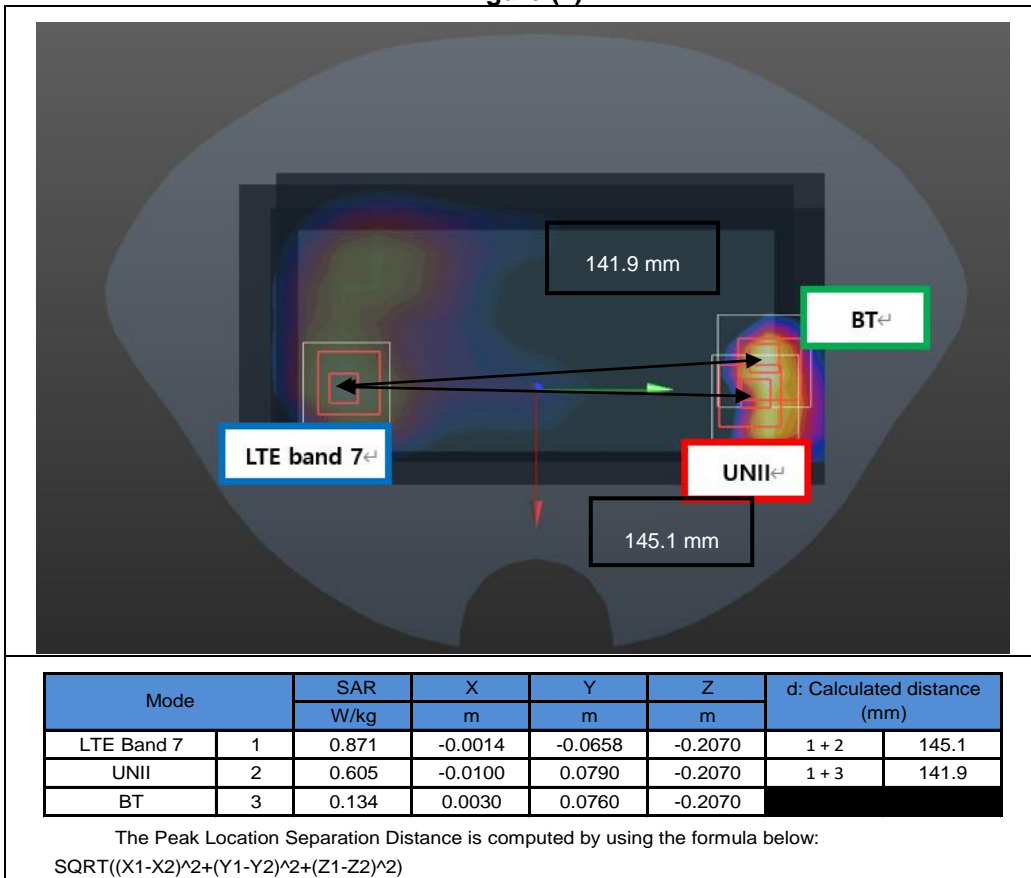 141.9 mm
BT↵
LTE band 7↵
UNII↵
145.1 mm
Mode SAR X Y Z d: Calculated distance (mm)
W/kg m m m
LTE Band 7 1 0.871 -0.0014 -0.0658 -0.2070 1 + 2 145.1
UNII 2 0.605 -0.0100 0.0790 -0.2070 1 + 3 141.9
BT 3 0.134 0.0030 0.0760 -0.2070
The Peak Location Separation Distance is computed by using the formula below:
SQRT((X1-X2)^2+(Y1-Y2)^2+(Z1-Z2)^2)